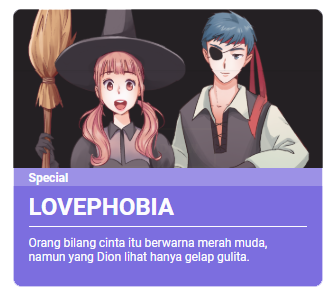 Special
LOVEPHOBIA
Orang bilang cinta itu berwarna merah muda,
namun yang Dion lihat hanya gelap gulita.